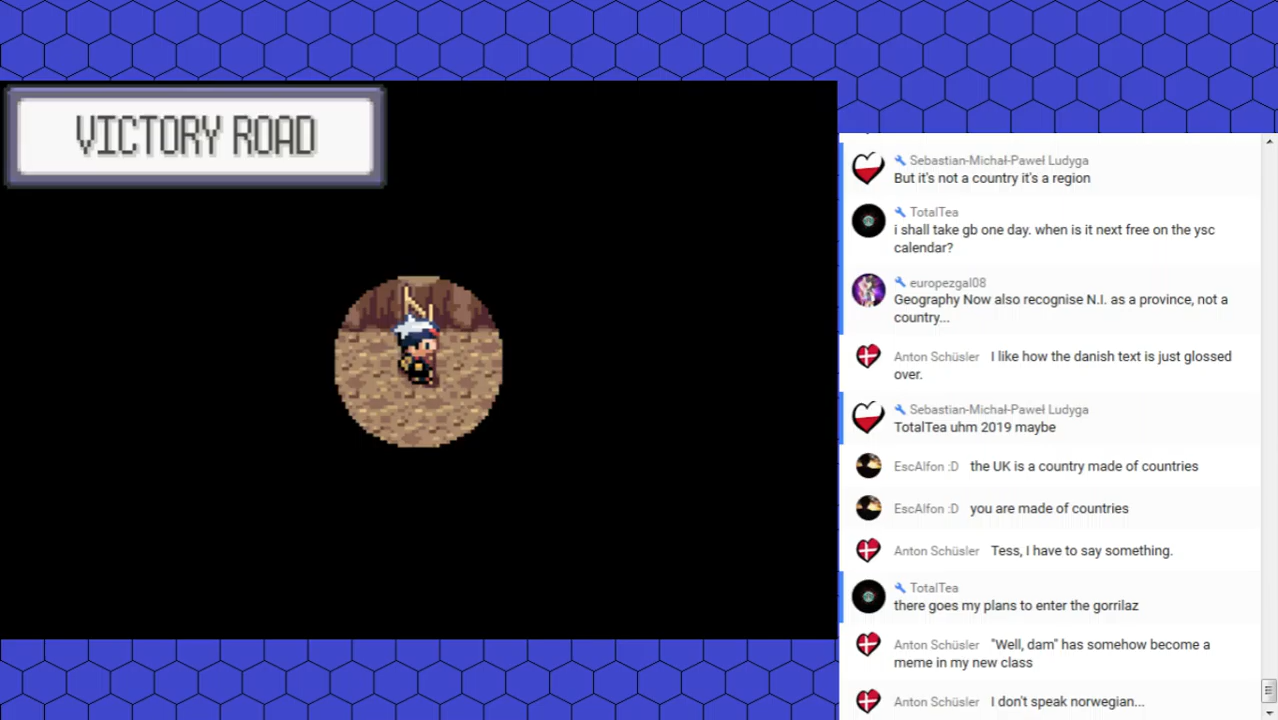 VICTORY ROAD
Sebastian-Michał-Paweł Ludyga
But it's not a country it's a region
TotalTea
i shall take gb one day. when is it next free on the ysc
calendar?
europezgal08
Geography Now also recognise N.I. as a province, not a
country...
Anton Schüsler I like how the danish text is just glossed
over.
Sebastian-Michał-Paweł Ludyga
TotalTea uhm 2019 maybe
EscAlfon :D the UK is a country made of countries
EscAlfon :D you are made of countries
Anton Schüsler Tess, I have to say something.
TotalTea
there goes my plans to enter the gorrilaz
Anton Schüsler "Well, dam" has somehow become a
meme in my new class
Anton Schüsler I don't speak norwegian...